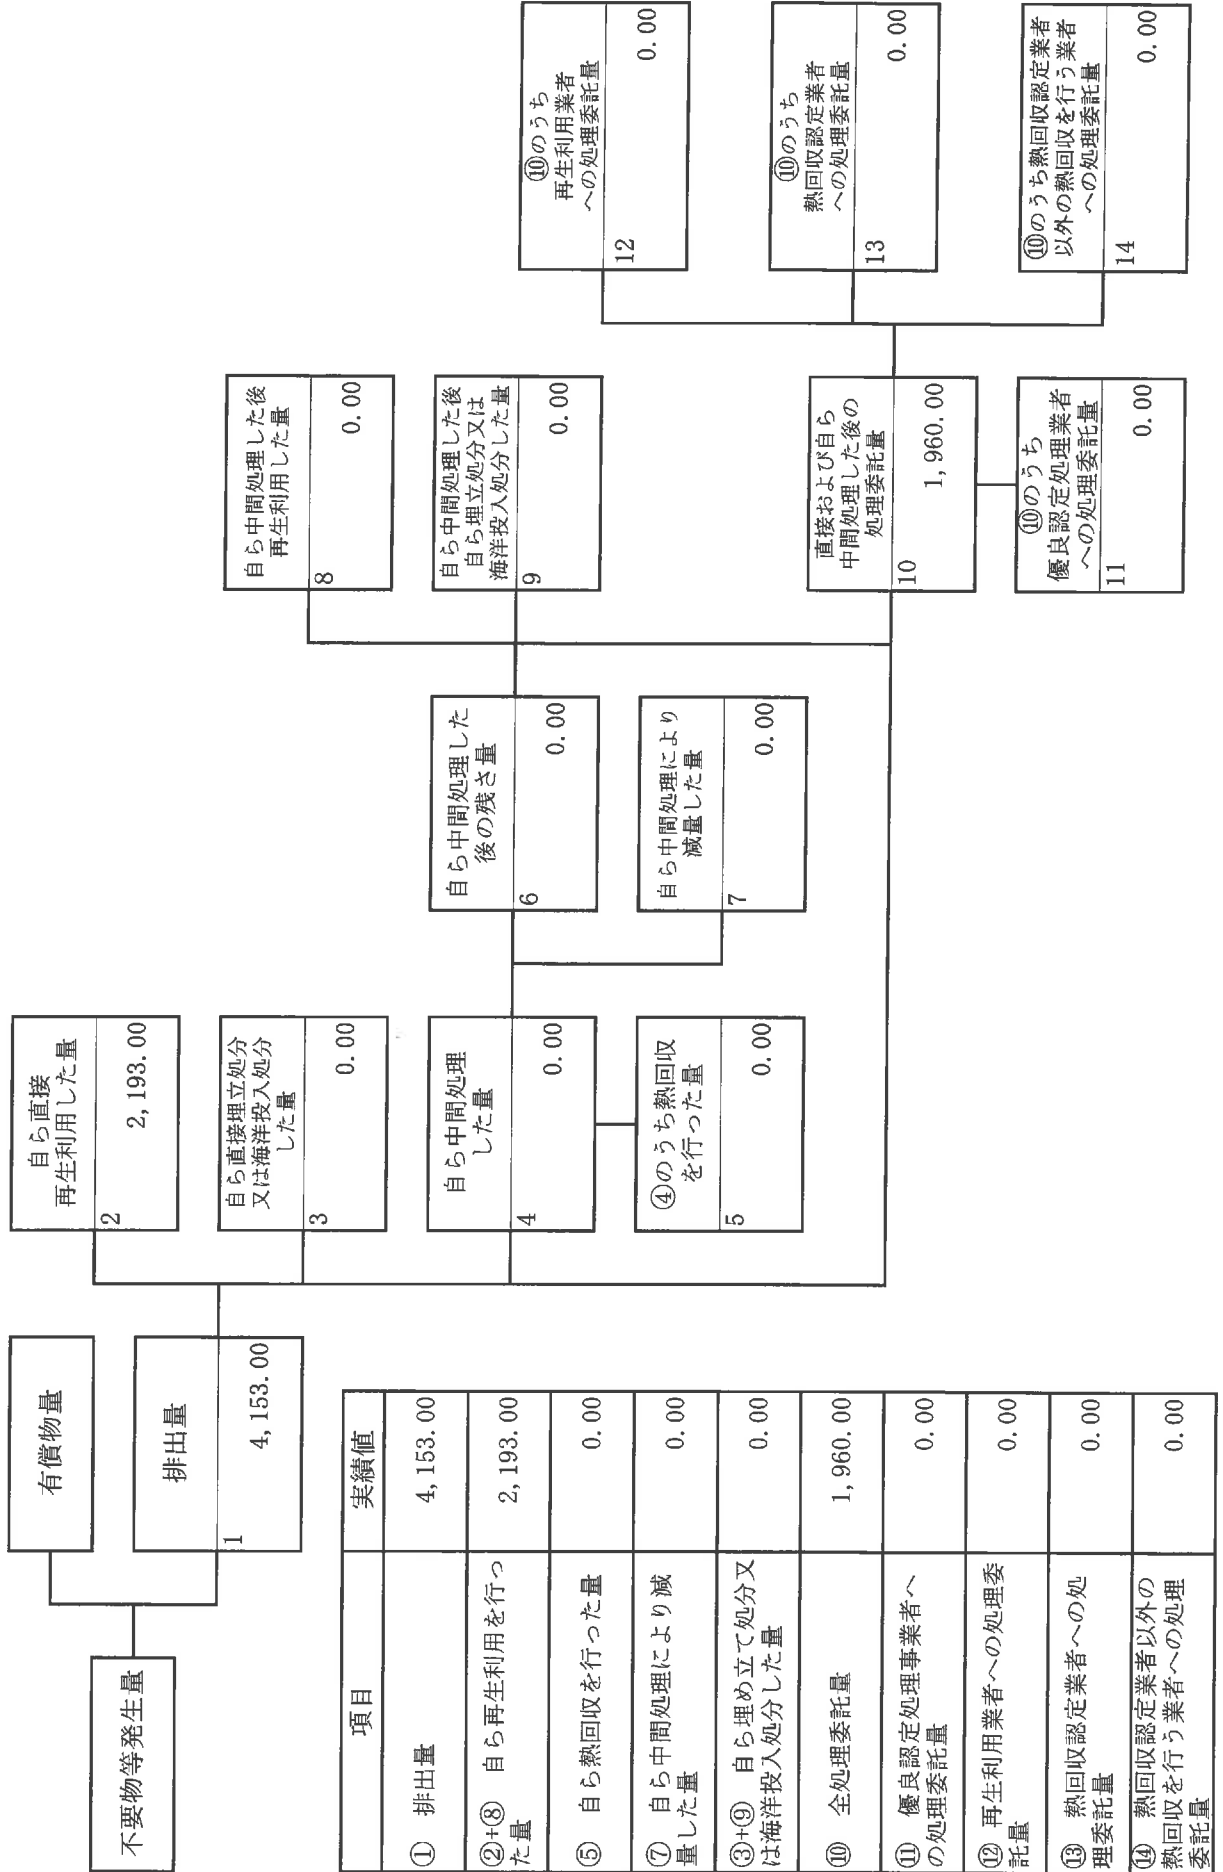 不要物等発生量
有償物量
排出量
1
4,153.00
自ら直接
再生利用した量
2
2,193.00
自ら直接埋立処分
又は海洋投入処分
した量
3
0.00
自ら中間処理
した量
4
0.00
④のうち熱回収
を行った量
5
0.00
自ら中間処理した
後の残さ量
6
0.00
自ら中間処理により
減量した量
7
0.00
自ら中間処理した後
再生利用した量
8
0.00
自ら中間処理した後
自ら埋立処分又は
海洋投入処分した量
9
0.00
直接および自ら
中間処理した後の
処理委託量
10
1,960.00
⑩のうち
優良認定処理業者
への処理委託量
11
0.00
⑩のうち
再生利用業者
への処理委託量
12
0.00
⑩のうち
熱回収認定業者
への処理委託量
13
0.00
⑩のうち熱回収認定業者
以外の熱回収を行う業者
への処理委託量
14
0.00
項目 実績値
① 排出量 4,153.00
②+⑧ 自ら再生利用を行っ
た量 2,193.00
⑤ 自ら熱回収を行った量 0.00
⑦ 自ら中間処理により減
量した量 0.00
③+⑨ 自ら埋め立て処分又
は海洋投入処分した量 0.00
⑩ 全処理委託量 1,960.00
⑪ 優良認定処理事業者へ
の処理委託量 0.00
⑫ 再生利用業者への処理委
託量 0.00
⑬ 熱回収認定業者への処
理委託量 0.00
⑭ 熱回収認定業者以外の
熱回収を行う業者への処理
委託量 0.00